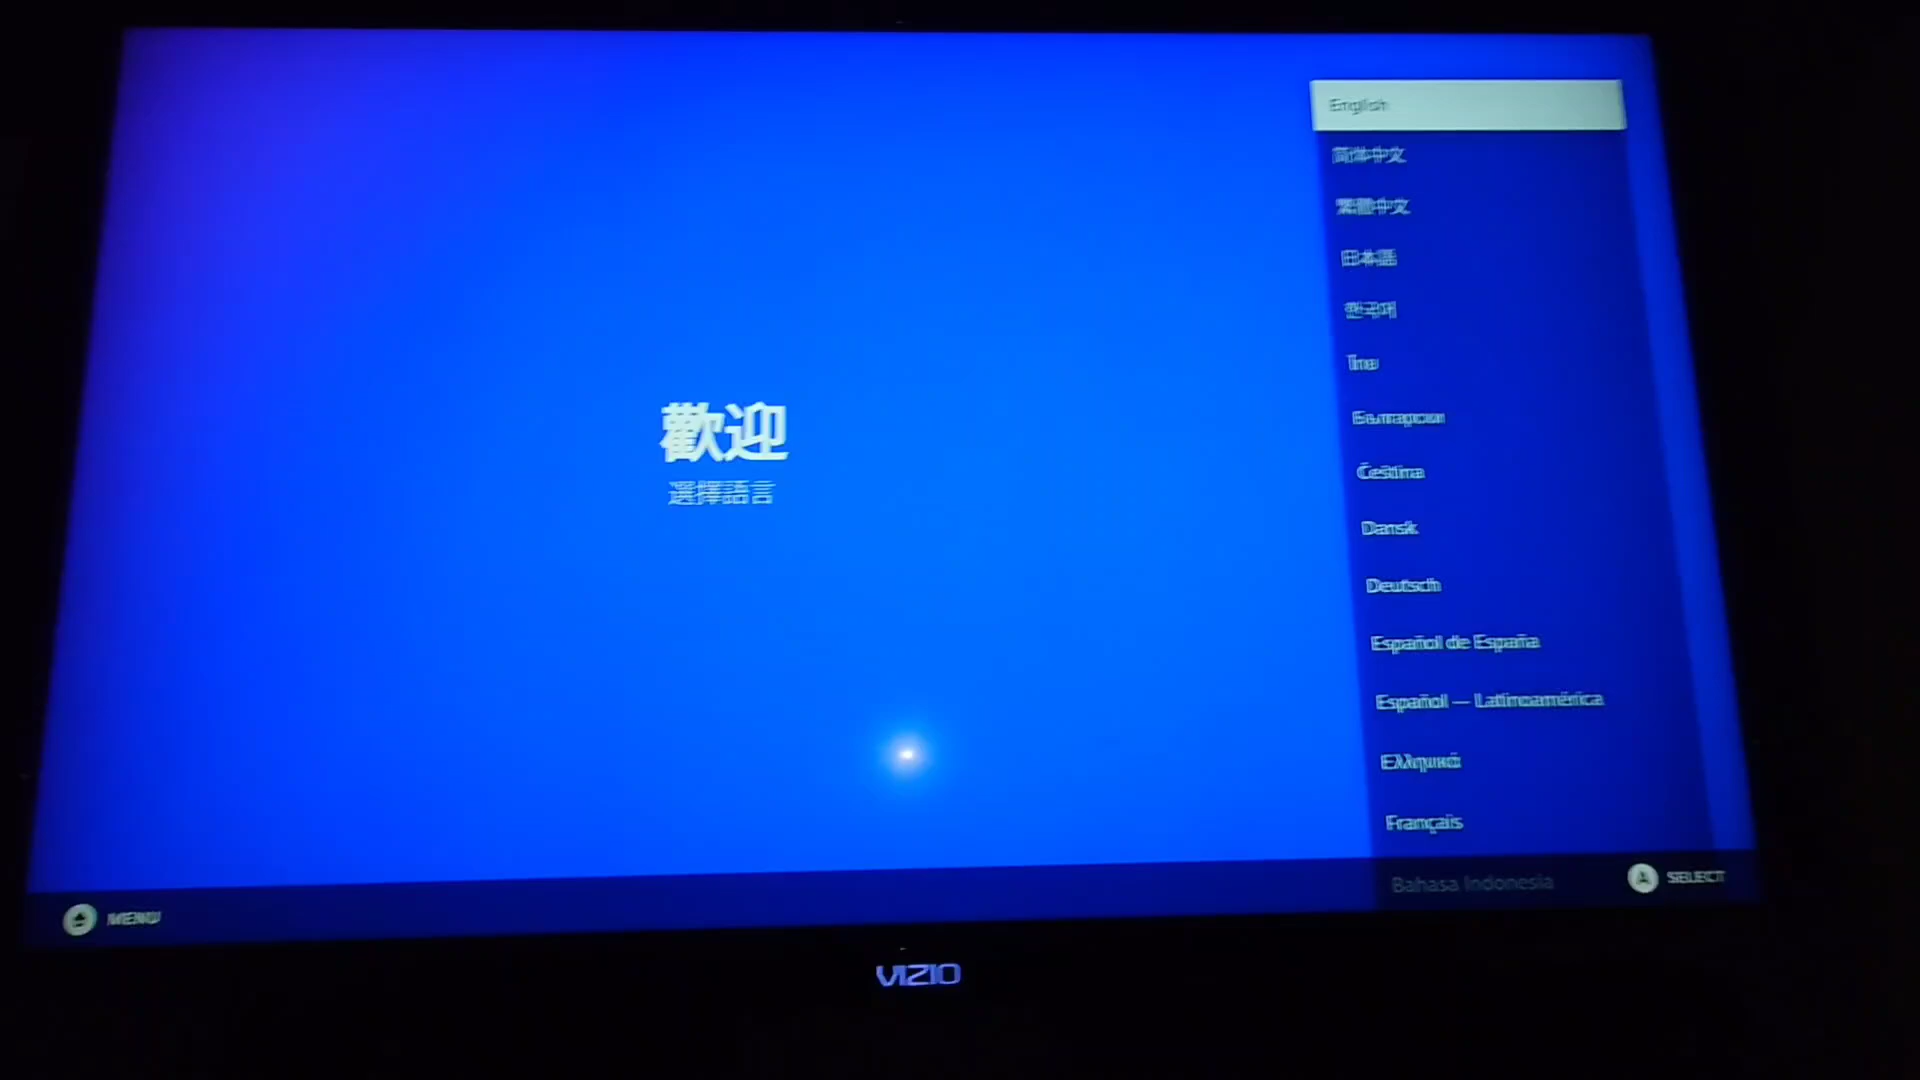 English
简体中文
繁體中文
日本語
한국어
ไทย
Български
Čeština
Dansk
Deutsch
Español de España
Español — Latinoamérica
Ελληνικά
Français
Bahasa Indonesia
歡迎
選擇語言
MENU
A SELECT
VIZIO